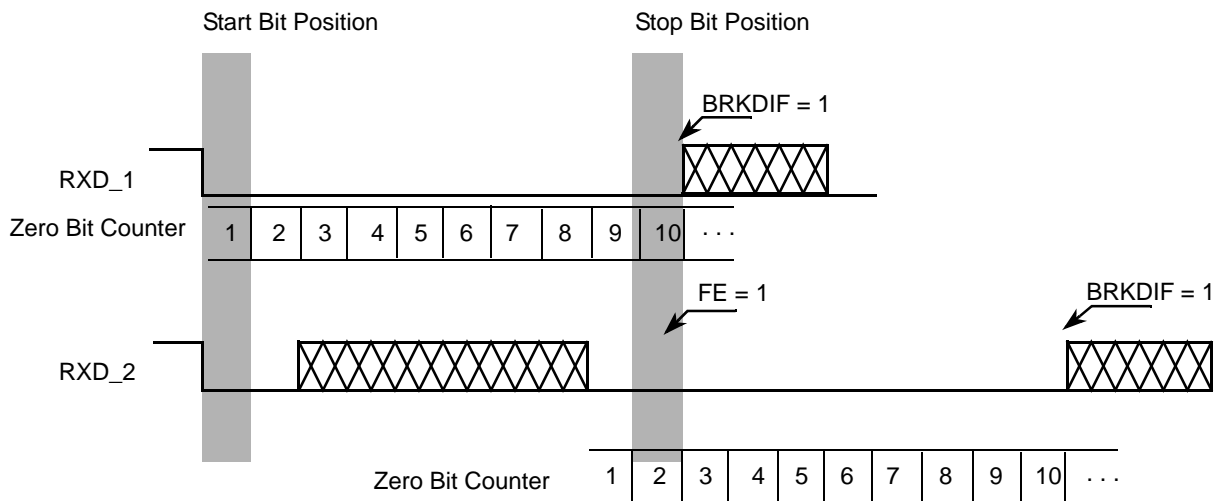 Start Bit Position Stop Bit Position
BRKDIF = 1
RXD_1
Zero Bit Counter 1 2 3 4 5 6 7 8 9 10 . . .
FE = 1 BRKDIF = 1
RXD_2
Zero Bit Counter 1 2 3 4 5 6 7 8 9 10 . . .